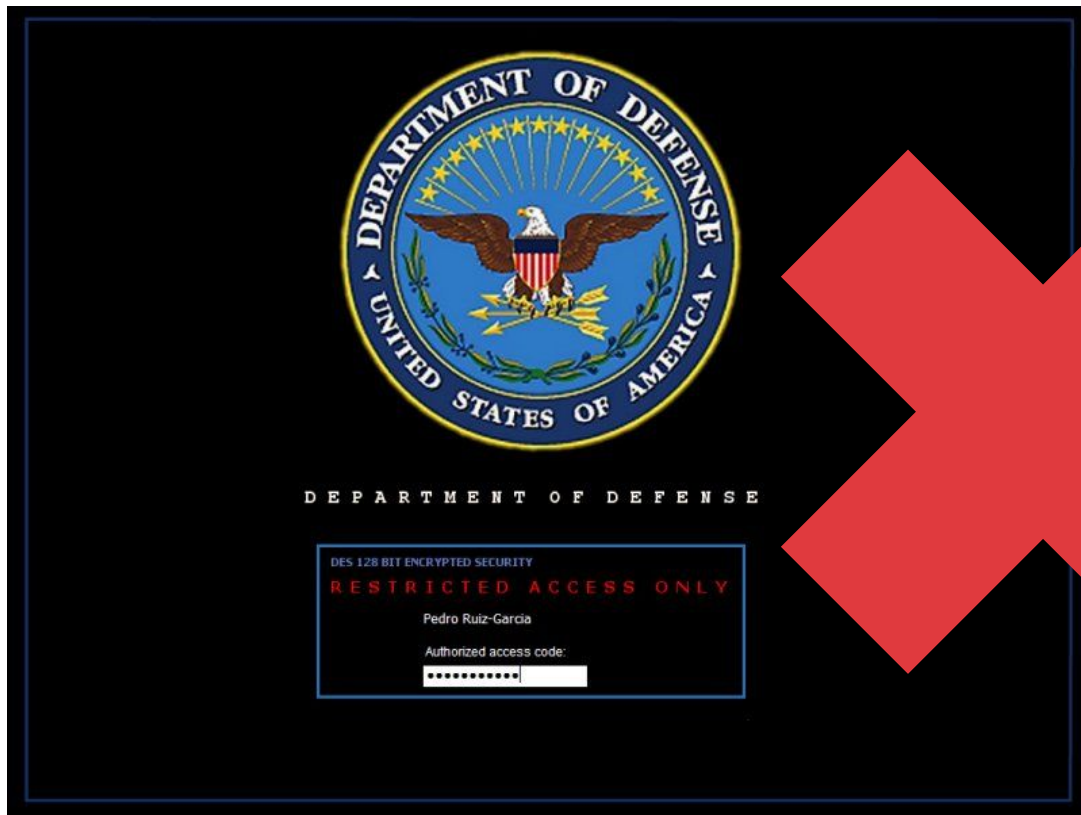 DEPARTMENT OF DEFENSE
UNITED STATES OF AMERICA
DEPARTMENT OF DEFENSE
DES 128 BIT ENCRYPTED SECURITY
RESTRICTED ACCESS ONLY
Pedro Ruiz-Garcia
Authorized access code:
•••••••••••